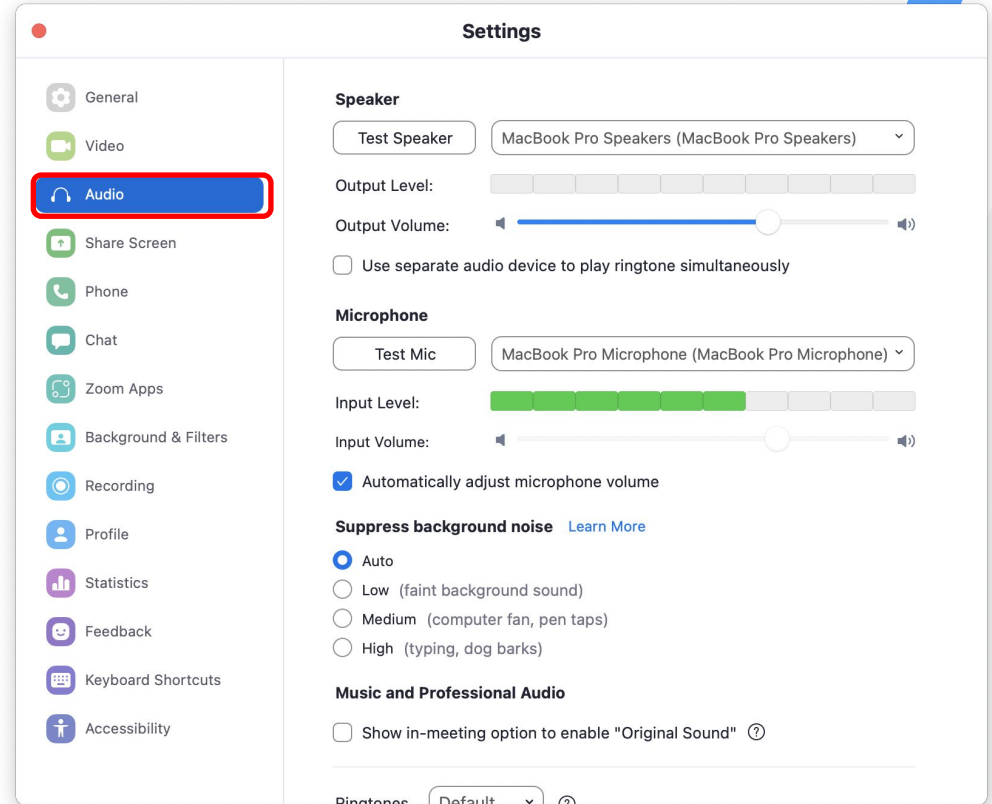 Settings
General
Video
Audio
Share Screen
Phone
Chat
Zoom Apps
Background & Filters
Recording
Profile
Statistics
Feedback
Keyboard Shortcuts
Accessibility
Speaker
Test Speaker
MacBook Pro Speakers (MacBook Pro Speakers)
Output Level:
Output Volume:
Use separate audio device to play ringtone simultaneously
Microphone
Test Mic
MacBook Pro Microphone (MacBook Pro Microphone)
Input Level:
Input Volume:
Automatically adjust microphone volume
Suppress background noise Learn More
Auto
Low (faint background sound)
Medium (computer fan, pen taps)
High (typing, dog barks)
Music and Professional Audio
Show in-meeting option to enable "Original Sound" ?
Ringtones Default ?